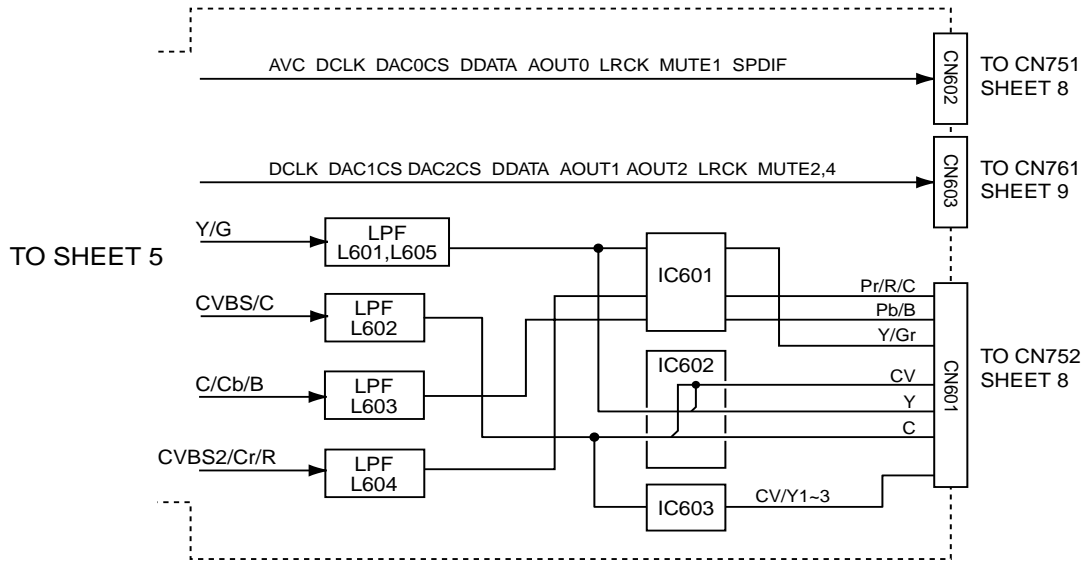 AVC DCLK DAC0CS DDATA AOUT0 LRCK MUTE1 SPDIF
CN602
TO CN751
SHEET 8
DCLK DAC1CS DAC2CS DDATA AOUT1 AOUT2 LRCK MUTE2,4
CN603
TO CN761
SHEET 9
TO SHEET 5
Y/G
LPF
L601,L605
CVBS/C
LPF
L602
C/Cb/B
LPF
L603
CVBS2/Cr/R
LPF
L604
IC601
IC602
IC603
Pr/R/C
Pb/B
Y/Gr
CV
Y
C
CV/Y1~3
CN601
TO CN752
SHEET 8